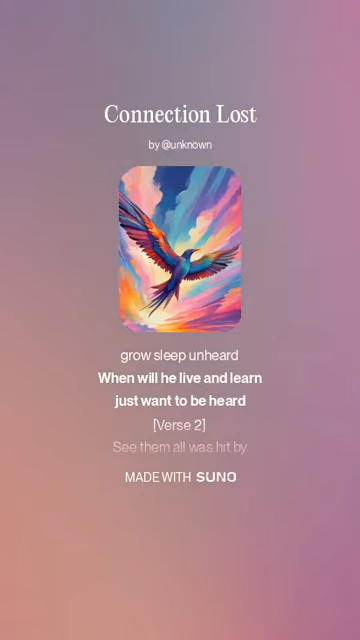 Connection Lost
by @unknown
grow sleep unheard
When will he live and learn
just want to be heard
[Verse 2]
See them all was hit by
MADE WITH SUNO